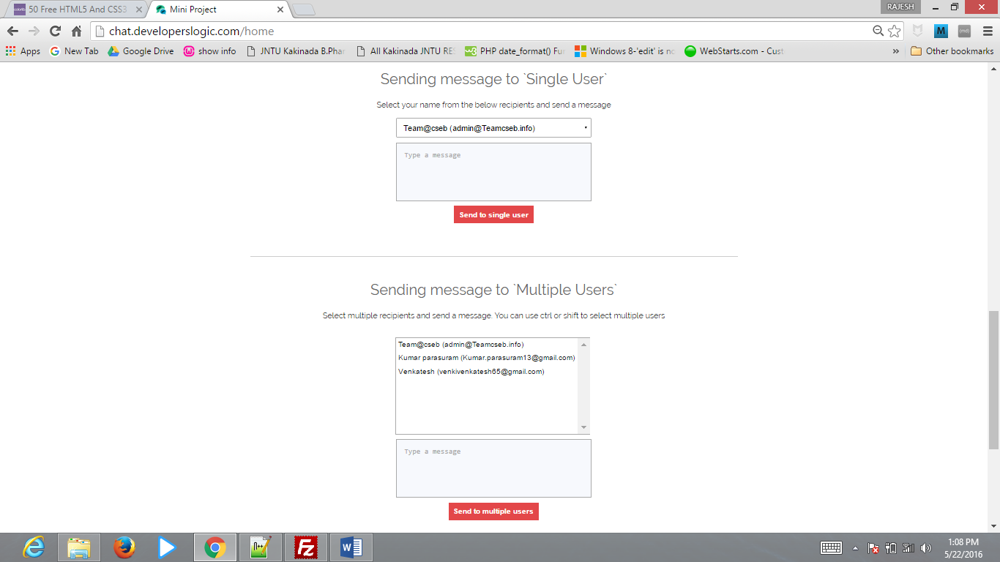 50 Free HTML5 And CSS3
Mini Project
RAJESH
chat.developerslogic.com/home
Apps
New Tab
Google Drive
show info
JNTU Kakinada B.Phar
All Kakinada JNTU RES
PHP date_format() Fun
Windows 8-'edit' is no
WebStarts.com - Cust
»
Other bookmarks
Sending message to `Single User`
Select your name from the below recipients and send a message
Team@cseb (admin@Teamcseb.info)
Type a message
Send to single user
Sending message to `Multiple Users`
Select multiple recipients and send a message. You can use ctrl or shift to select multiple users
Team@cseb (admin@Teamcseb.info)
Kumar parasuram (Kumar.parasuram13@gmail.com)
Venkatesh (venkivenkatesh65@gmail.com)
Type a message
Send to multiple users
1:08 PM
5/22/2016